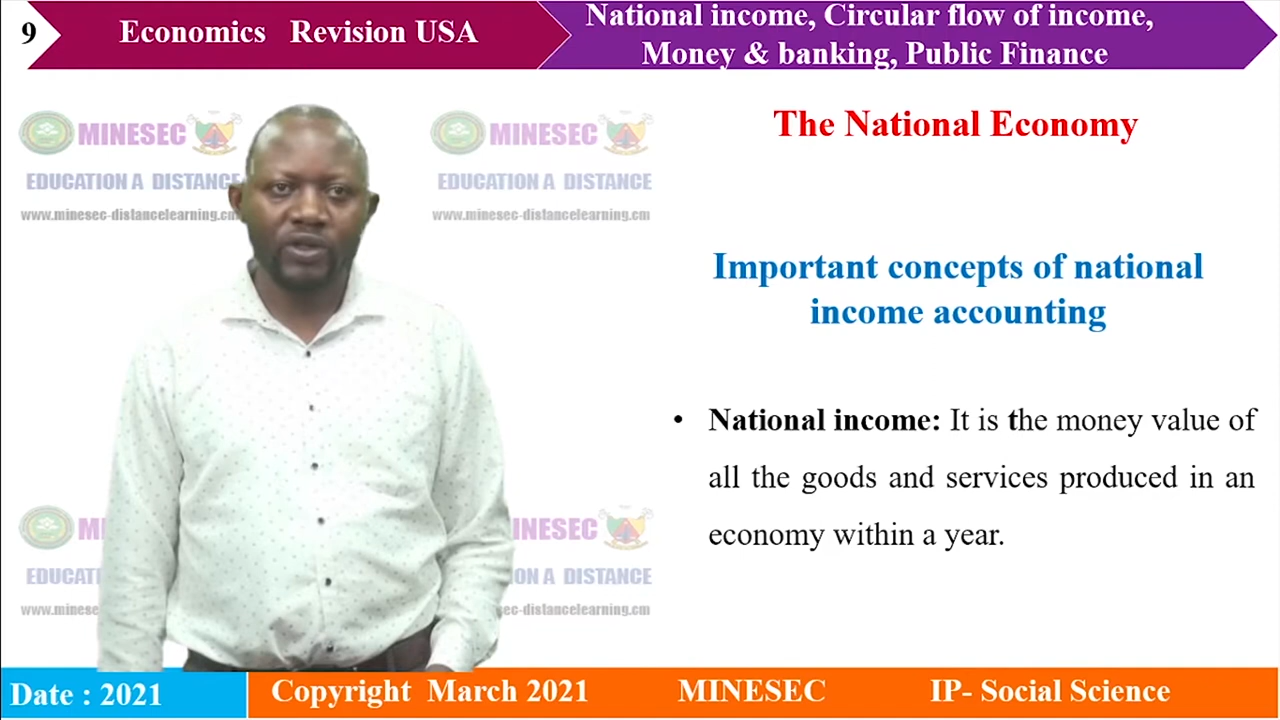 9
Economics Revision USA
National income, Circular flow of income,
Money & banking, Public Finance
MINESEC
EDUCATION A DISTANCE
www.minesec-distancelearning.cm
MINESEC
EDUCATION A DISTANCE
www.minesec-distancelearning.cm
The National Economy
Important concepts of national
income accounting
• National income: It is the money value of
all the goods and services produced in an
economy within a year.
Date : 2021
Copyright March 2021
MINESEC
IP- Social Science